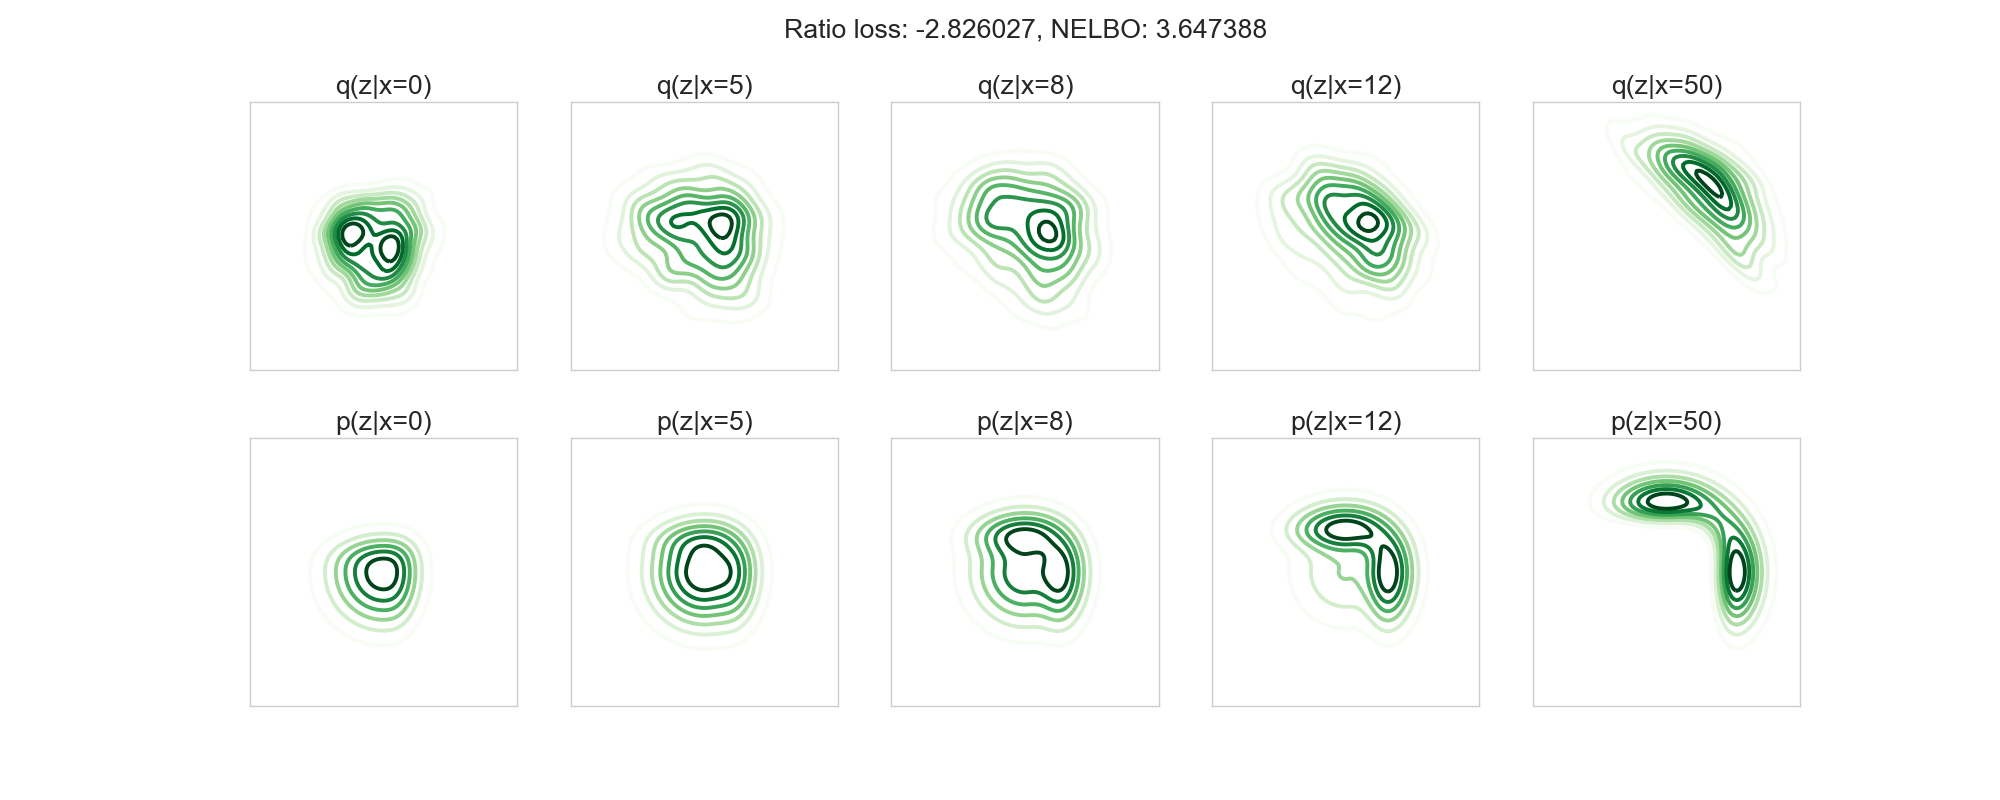 Ratio loss: -2.826027, NELBO: 3.647388
q(z|x=0) q(z|x=5) q(z|x=8) q(z|x=12) q(z|x=50)
p(z|x=0) p(z|x=5) p(z|x=8) p(z|x=12) p(z|x=50)